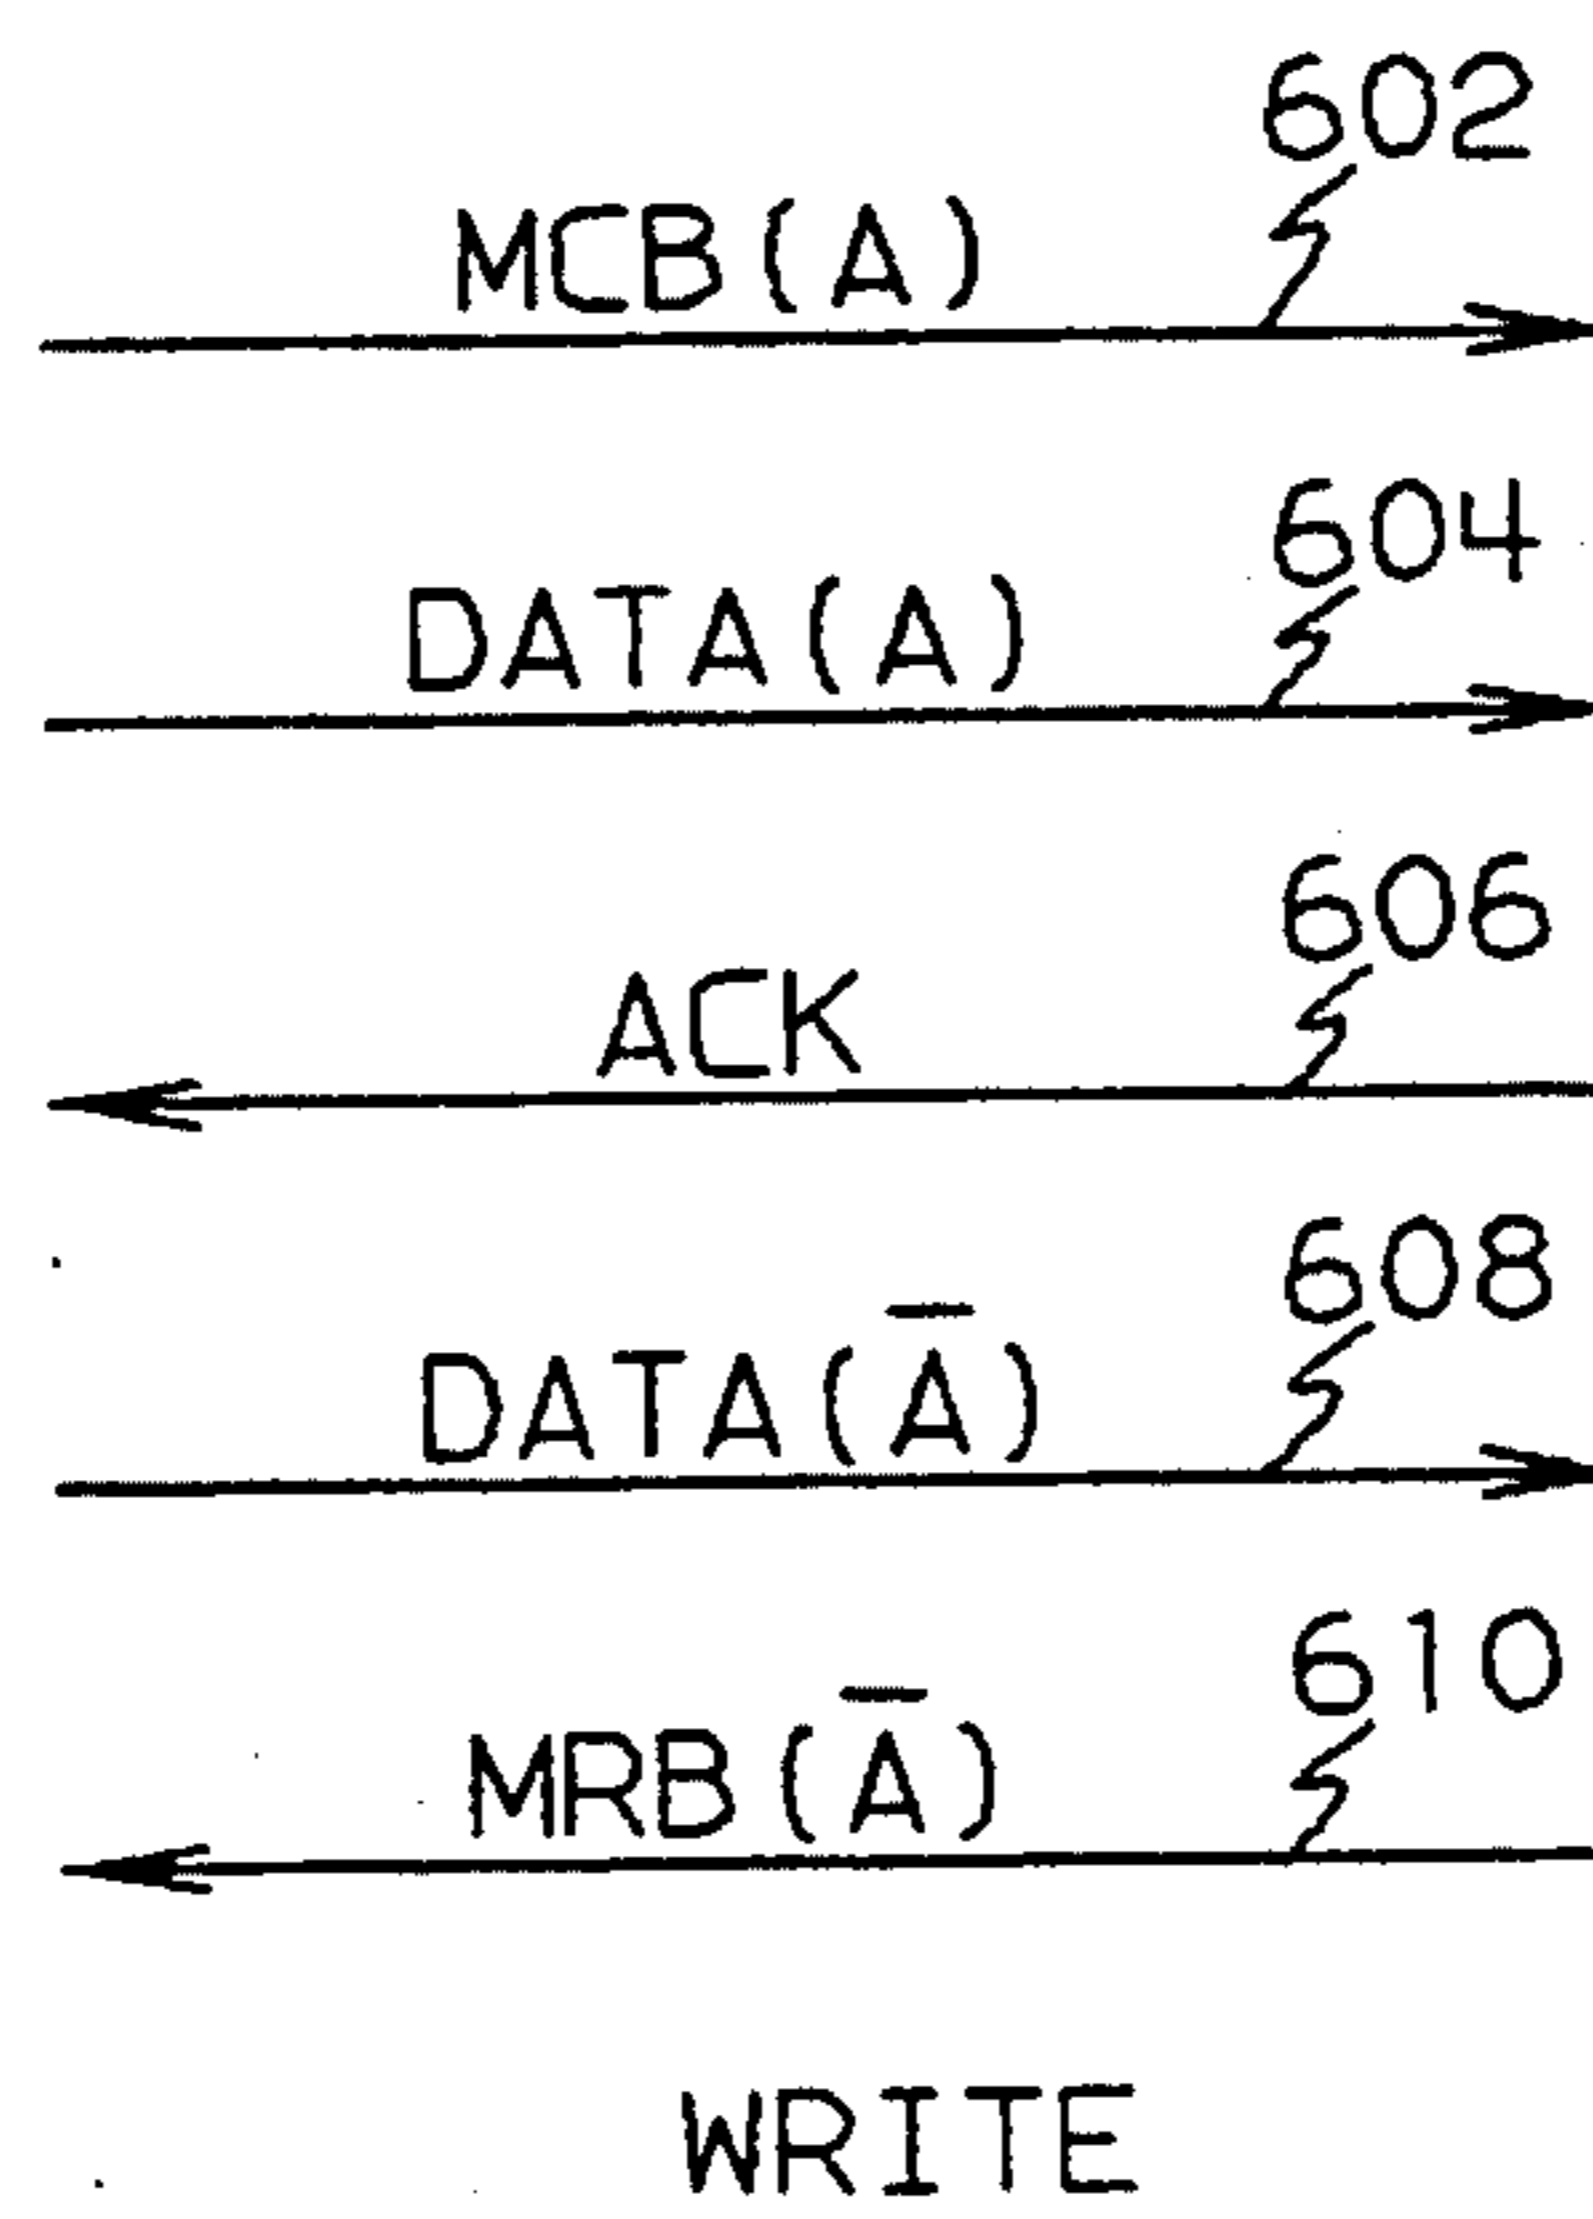 602
MCB(A)
604
DATA(A)
606
ACK
608
DATA(Ā)
610
MRB(Ā)
WRITE